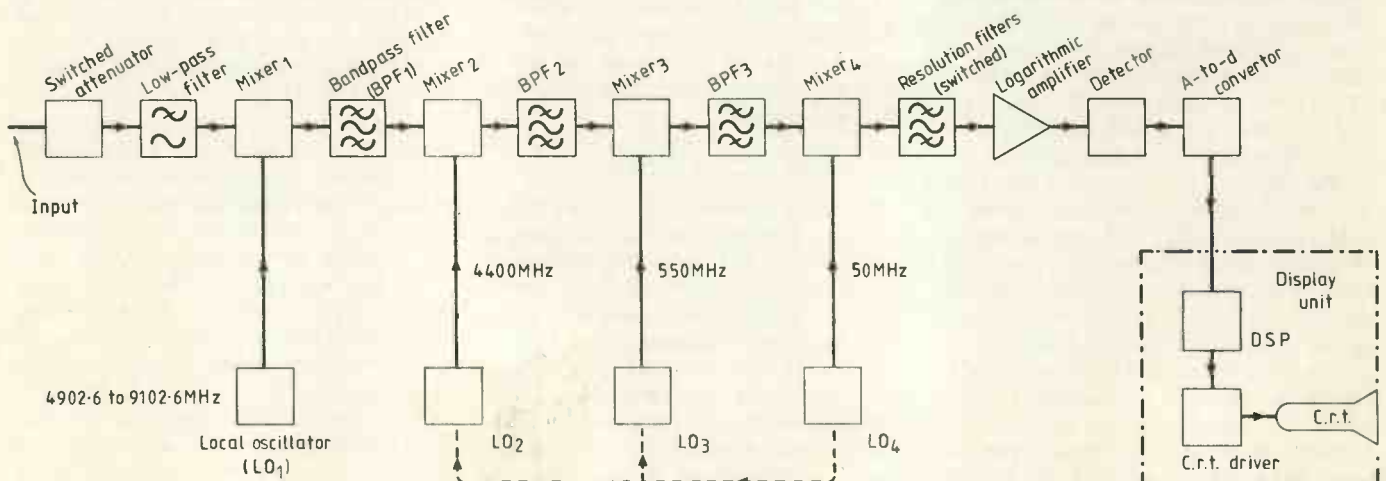 Switched
attenuator
Low-pass
filter
Mixer 1
Bandpass filter
(BPF1)
Mixer 2
BPF 2
Mixer 3
BPF3
Mixer 4
Resolution filters
(switched)
Logarithmic
amplifier
Detector
A-to-d
convertor
Input
4400MHz
550MHz
50MHz
Display
unit
DSP
4902·6 to 9102·6MHz
Local oscillator
(LO1)
LO2
LO3
LO4
C.r.t.
C.r.t. driver